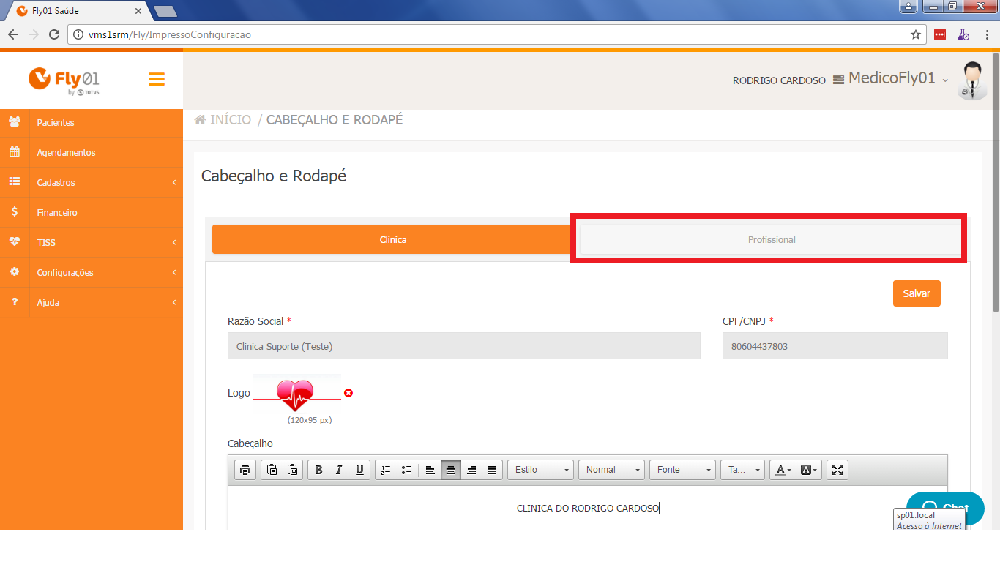 Fly01 Saúde
vms1srm/Fly/ImpressoConfiguracao
Fly01
by TOTVS
RODRIGO CARDOSO MedicoFly01
INÍCIO / CABEÇALHO E RODAPÉ
Pacientes
Agendamentos
Cadastros
Financeiro
TISS
Configurações
Ajuda
Cabeçalho e Rodapé
Clinica Profissional
Salvar
Razão Social * CPF/CNPJ *
Clinica Suporte (Teste) 80604437803
Logo
(120x95 px)
Cabeçalho
B I U Estilo Normal Fonte Ta... A A
CLINICA DO RODRIGO CARDOSO
Chat
sp01.local
Acesso à Internet